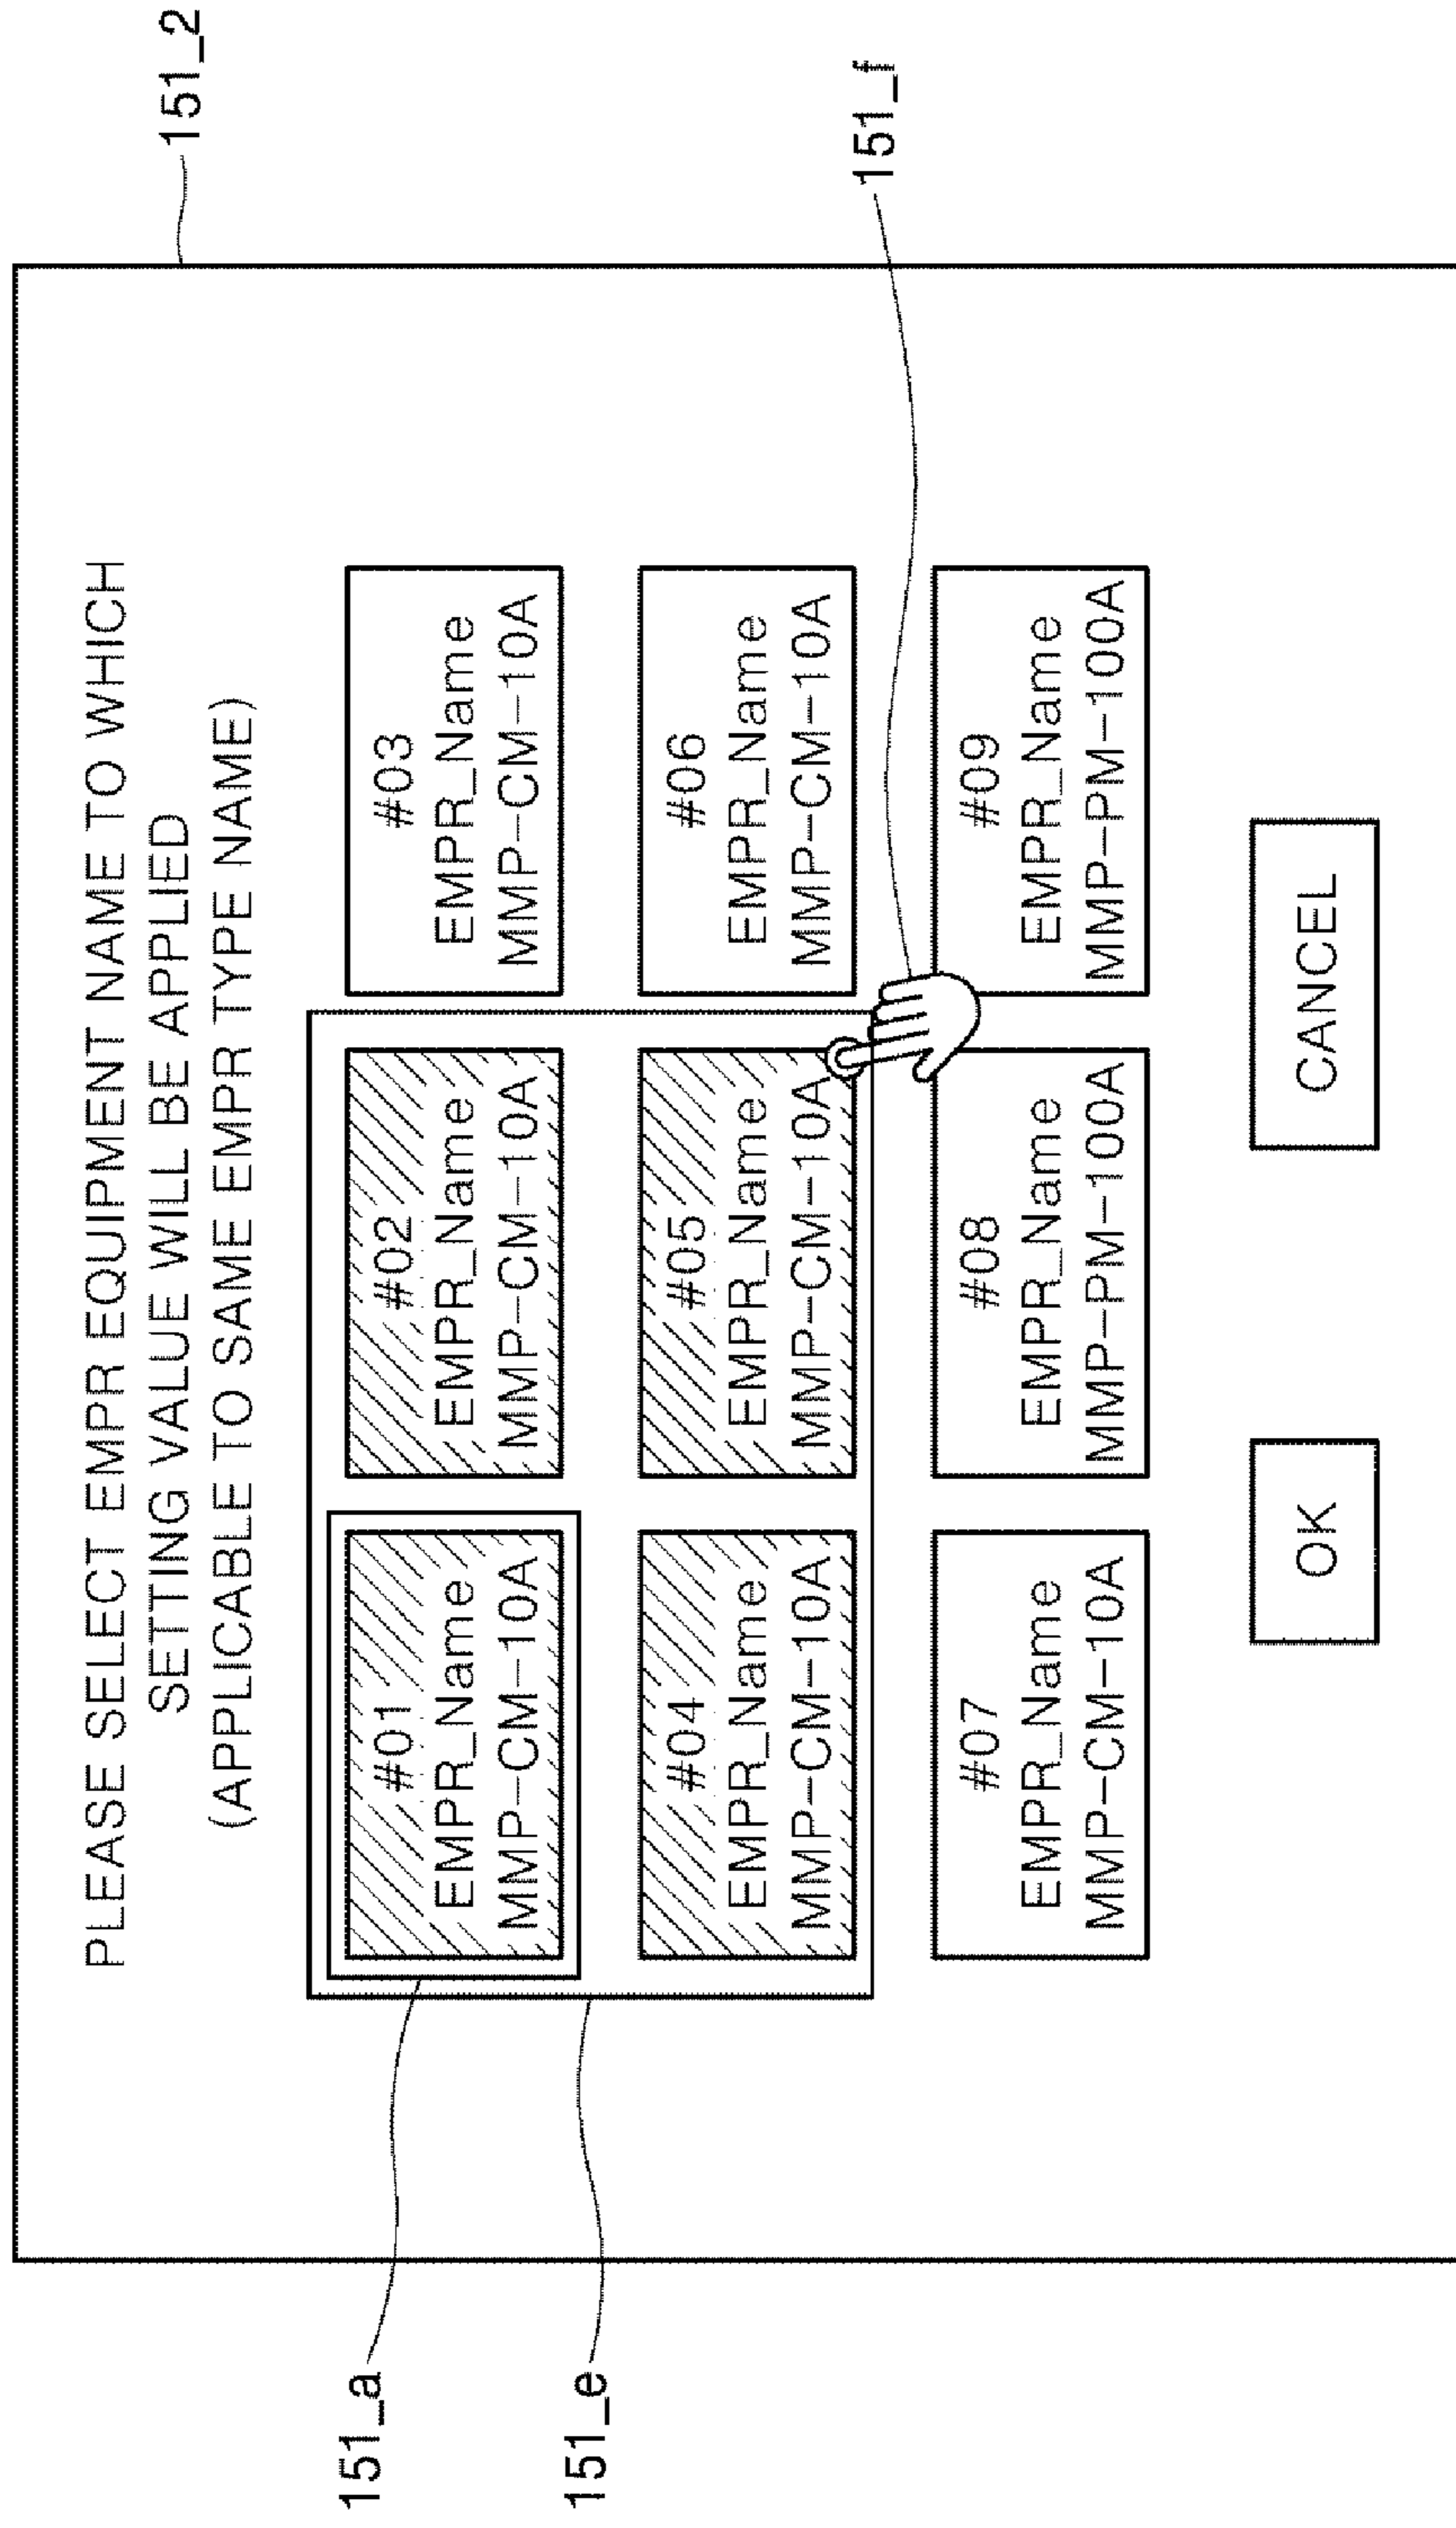 151_2
PLEASE SELECT EMPR EQUIPMENT NAME TO WHICH
SETTING VALUE WILL BE APPLIED
(APPLICABLE TO SAME EMPR TYPE NAME)
151_a
151_e
#01
EMPR_Name
MMP-CM-10A
#02
EMPR_Name
MMP-CM-10A
#03
EMPR_Name
MMP-CM-10A
#04
EMPR_Name
MMP-CM-10A
#05
EMPR_Name
MMP-CM-10A
#06
EMPR_Name
MMP-CM-10A
151_f
#07
EMPR_Name
MMP-CM-10A
#08
EMPR_Name
MMP-PM-100A
#09
EMPR_Name
MMP-PM-100A
OK
CANCEL